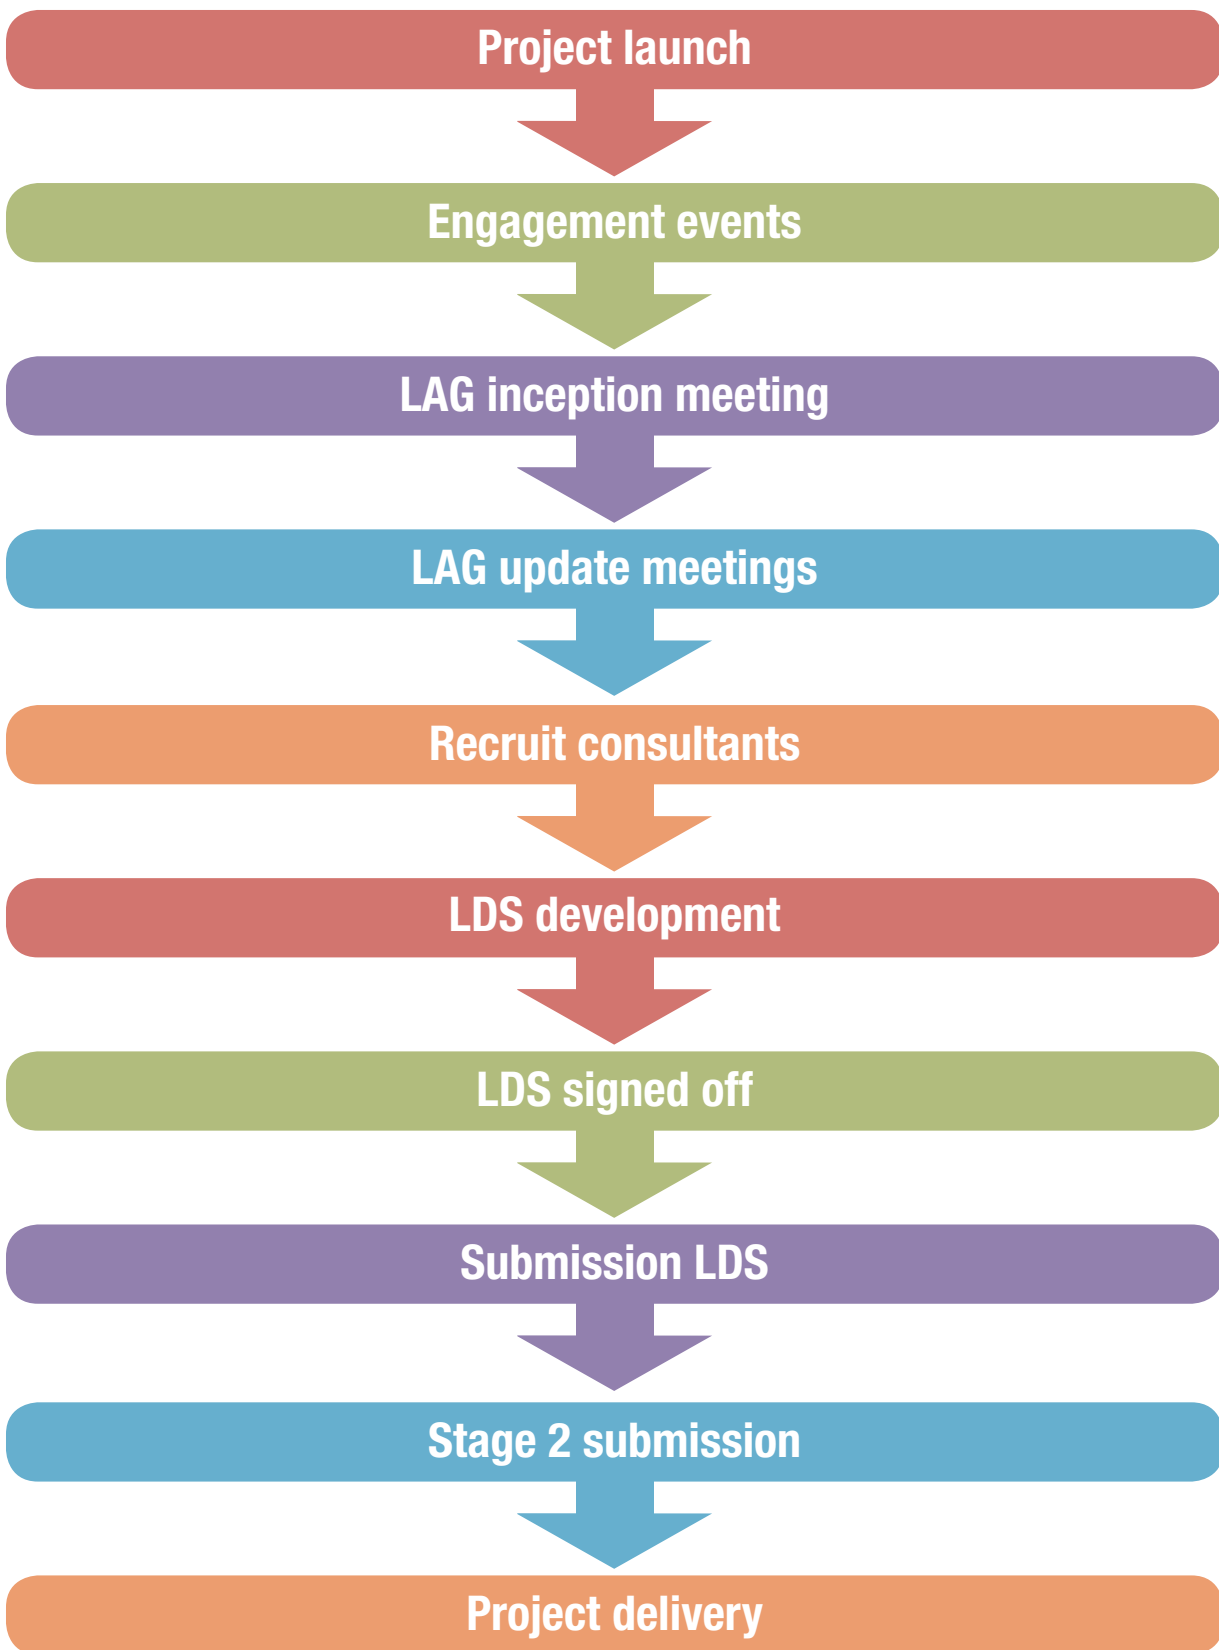 Project launch
Engagement events
LAG inception meeting
LAG update meetings
Recruit consultants
LDS development
LDS signed off
Submission LDS
Stage 2 submission
Project delivery